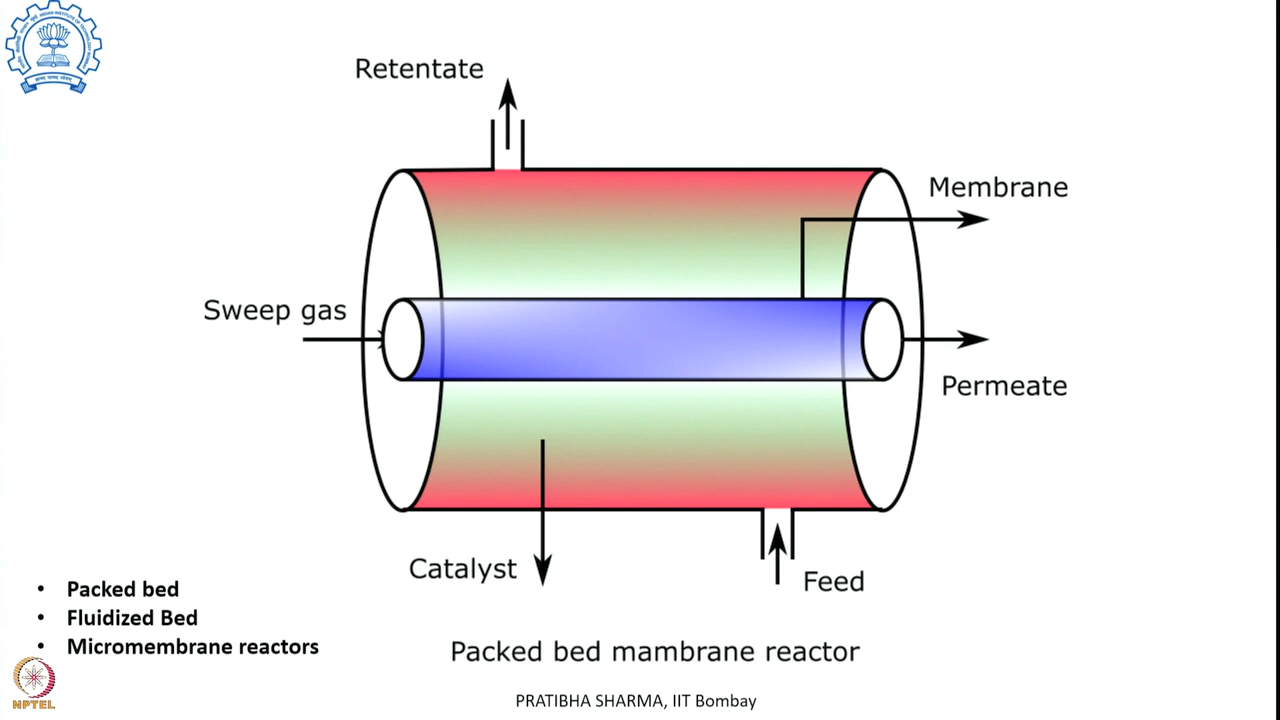 Retentate
Membrane
Sweep gas
Permeate
Catalyst
Feed
• Packed bed
• Fluidized Bed
• Micromembrane reactors
Packed bed mambrane reactor
NPTEL
PRATIBHA SHARMA, IIT Bombay